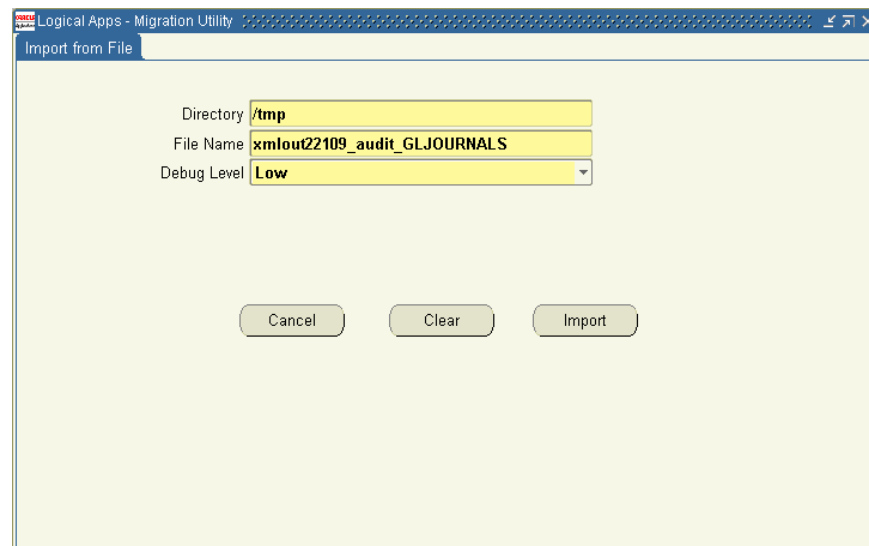 Logical Apps - Migration Utility
Import from File
Directory /tmp
File Name xmlout22109_audit_GLJOURNALS
Debug Level Low
Cancel Clear Import